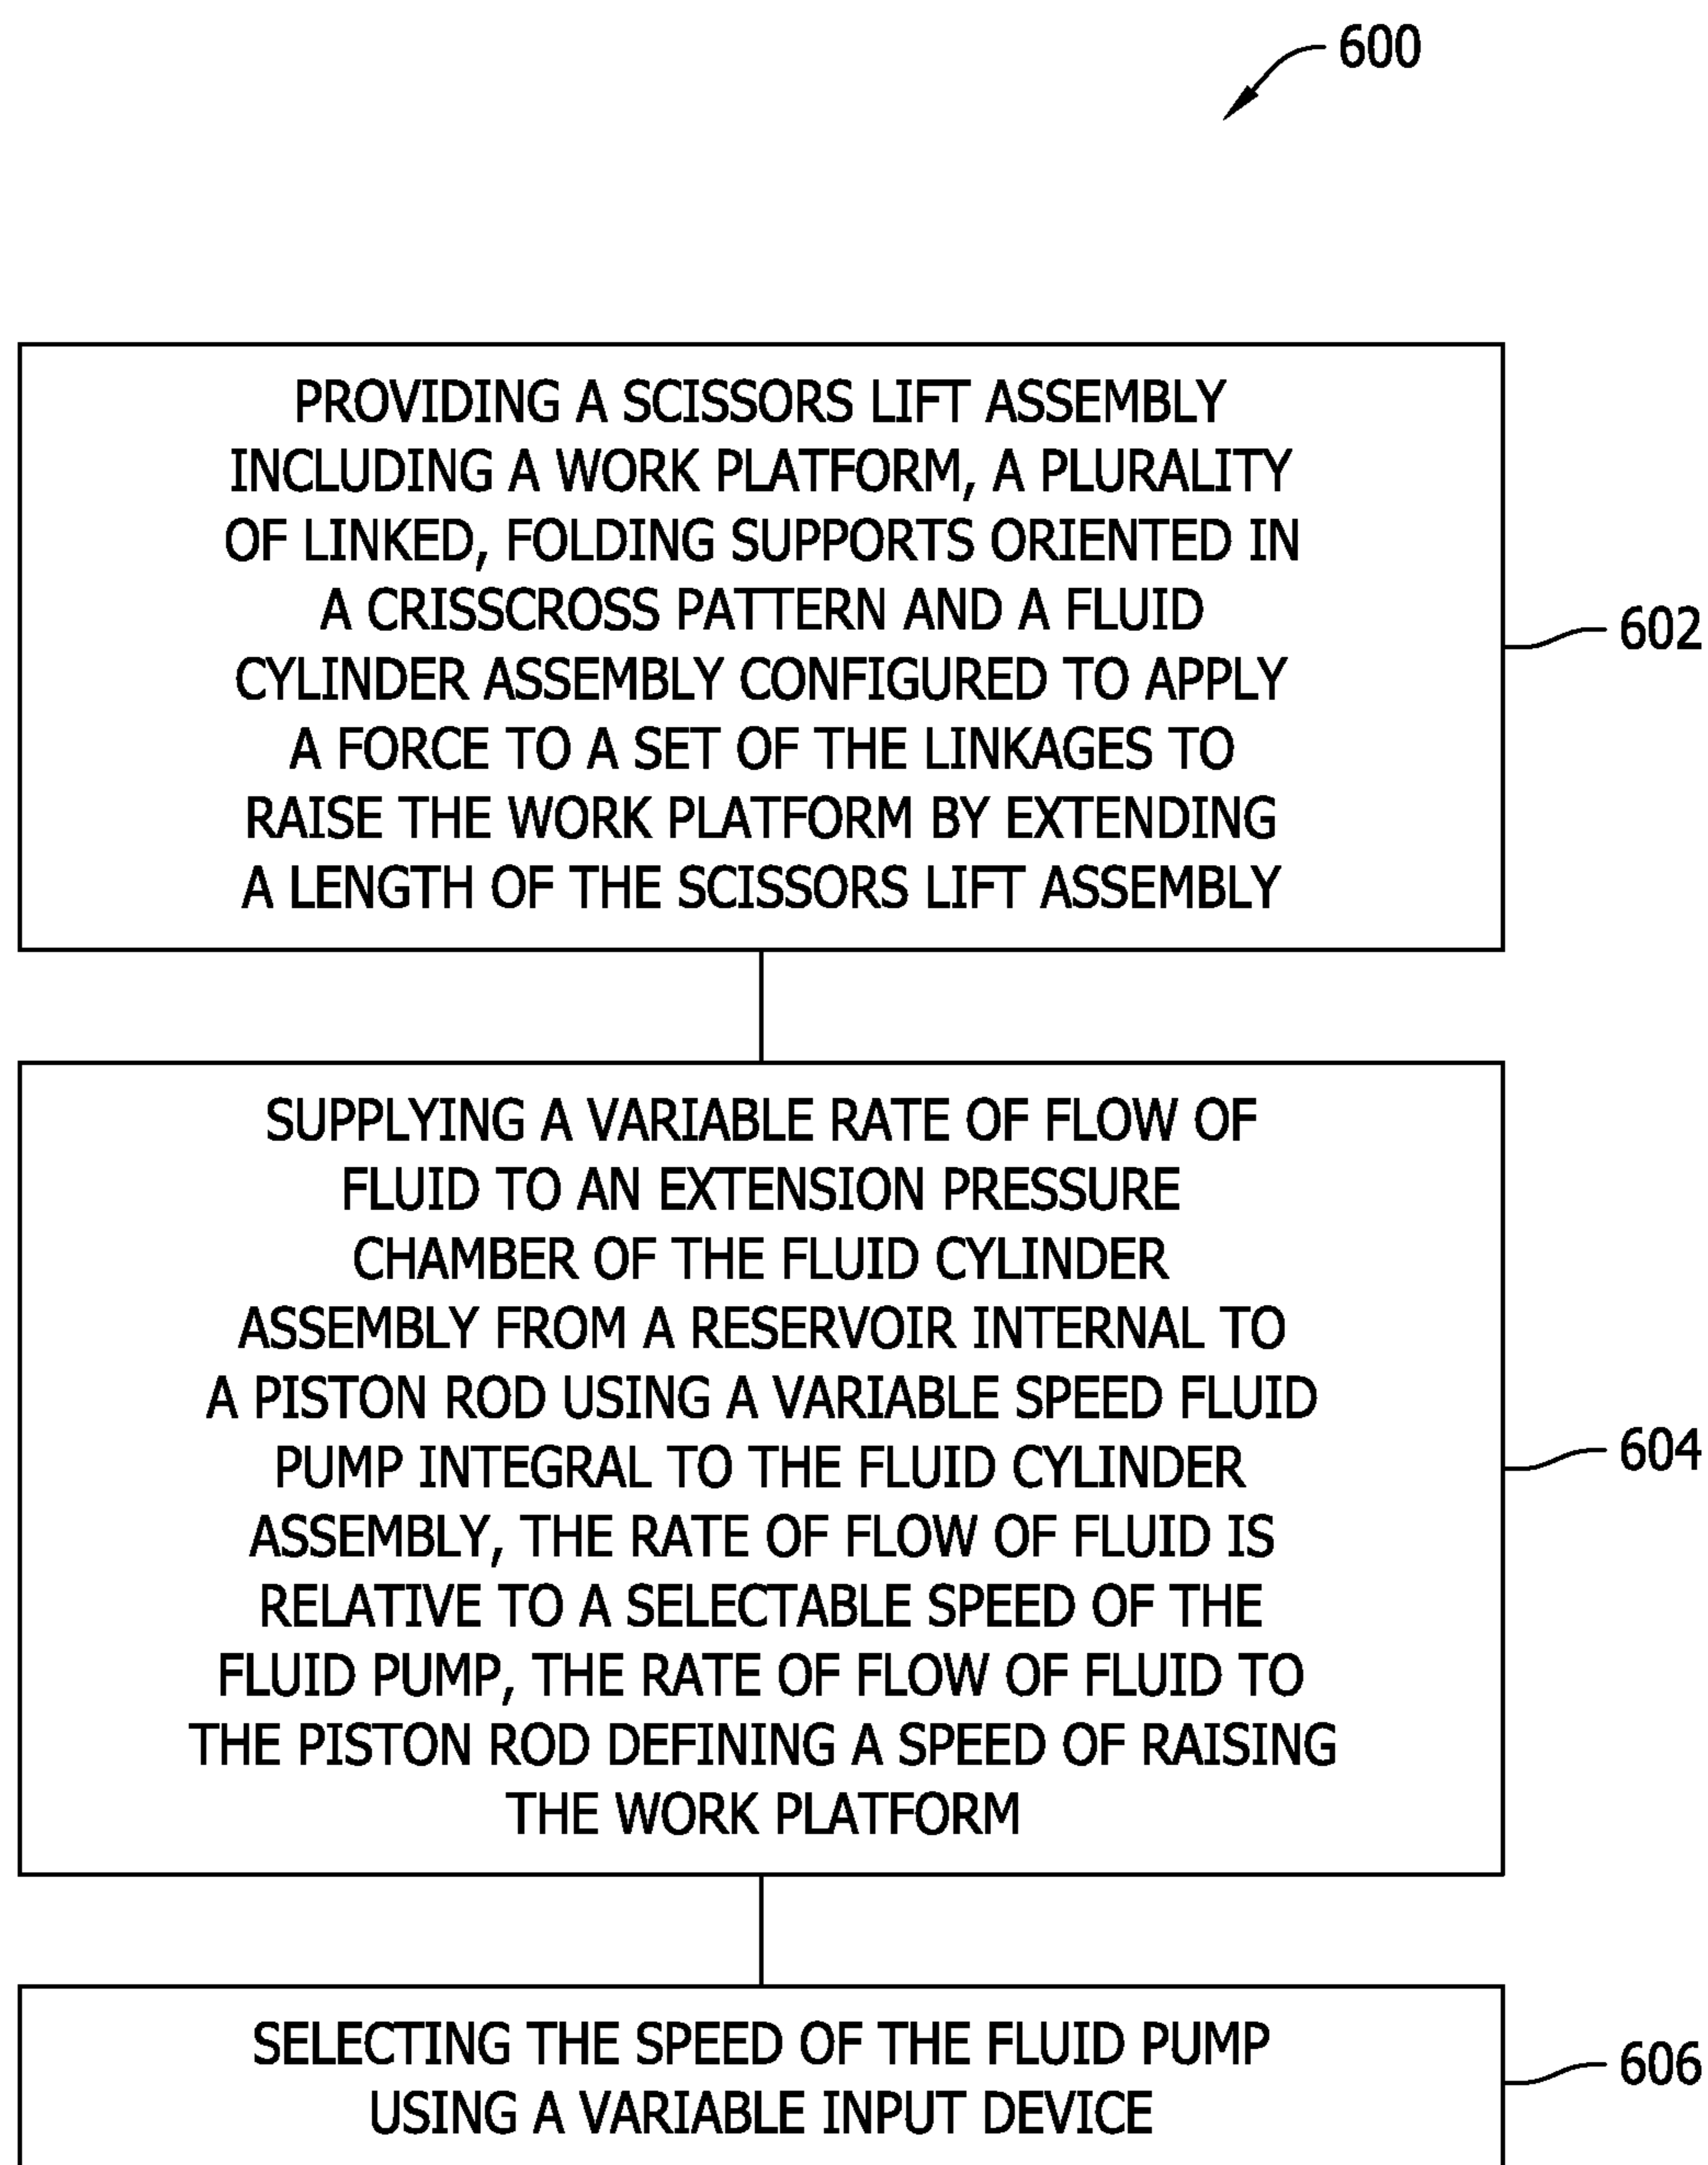 600
PROVIDING A SCISSORS LIFT ASSEMBLY
INCLUDING A WORK PLATFORM, A PLURALITY
OF LINKED, FOLDING SUPPORTS ORIENTED IN
A CRISSCROSS PATTERN AND A FLUID
CYLINDER ASSEMBLY CONFIGURED TO APPLY
A FORCE TO A SET OF THE LINKAGES TO
RAISE THE WORK PLATFORM BY EXTENDING
A LENGTH OF THE SCISSORS LIFT ASSEMBLY
602
SUPPLYING A VARIABLE RATE OF FLOW OF
FLUID TO AN EXTENSION PRESSURE
CHAMBER OF THE FLUID CYLINDER
ASSEMBLY FROM A RESERVOIR INTERNAL TO
A PISTON ROD USING A VARIABLE SPEED FLUID
PUMP INTEGRAL TO THE FLUID CYLINDER
ASSEMBLY, THE RATE OF FLOW OF FLUID IS
RELATIVE TO A SELECTABLE SPEED OF THE
FLUID PUMP, THE RATE OF FLOW OF FLUID TO
THE PISTON ROD DEFINING A SPEED OF RAISING
THE WORK PLATFORM
604
SELECTING THE SPEED OF THE FLUID PUMP
USING A VARIABLE INPUT DEVICE
606